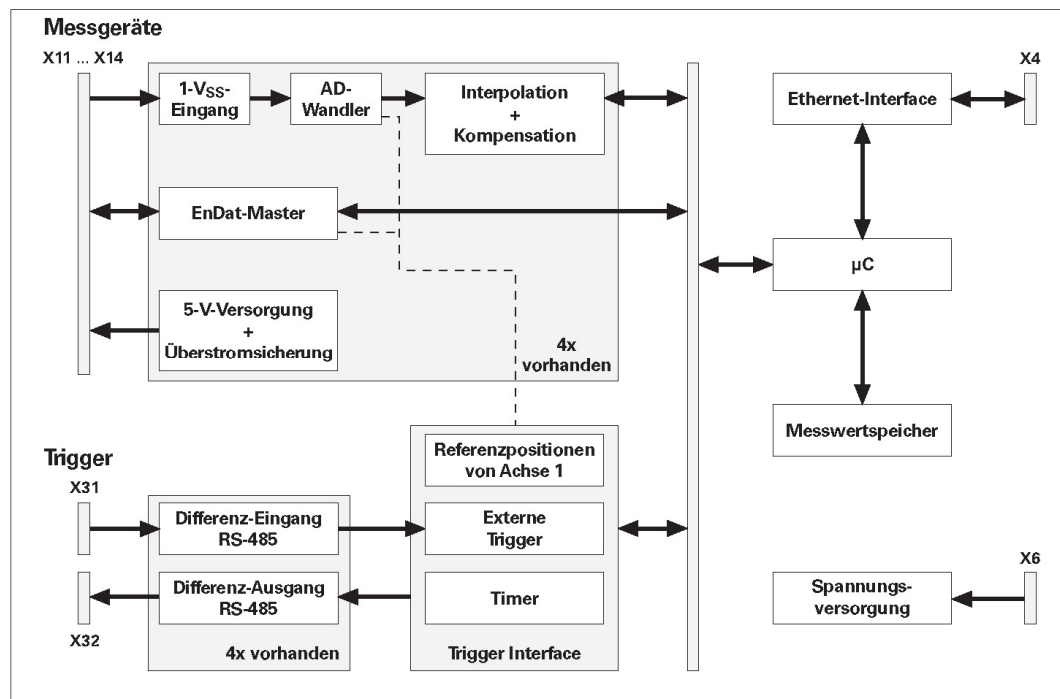 Messgeräte
X11 ... X14
1-VSS-
Eingang
AD-
Wandler
Interpolation
+
Kompensation
EnDat-Master
5-V-Versorgung
+
Überstromsicherung
4x
vorhanden
X4
Ethernet-Interface
µC
Messwertspeicher
Trigger
X31
Differenz-Eingang
RS-485
Differenz-Ausgang
RS-485
X32
4x vorhanden
Referenzpositionen
von Achse 1
Externe
Trigger
Timer
Trigger Interface
X6
Spannungs-
versorgung